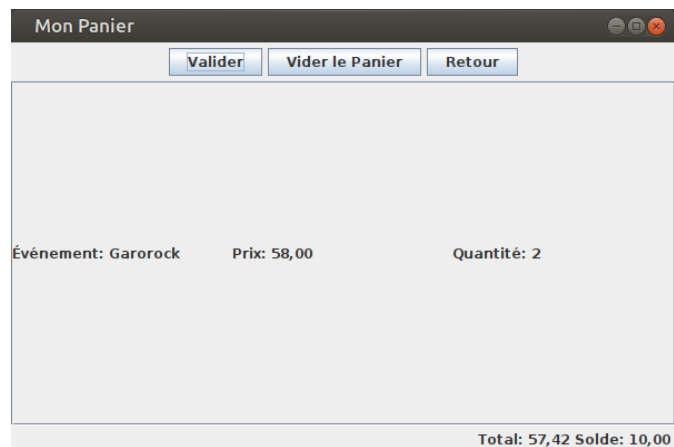 Mon Panier
Valider Vider le Panier Retour
Événement: Garorock Prix: 58,00 Quantité: 2
Total: 57,42 Solde: 10,00